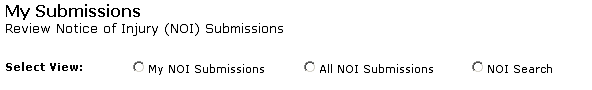 My Submissions
Review Notice of Injury (NOI) Submissions
Select View: My NOI Submissions All NOI Submissions NOI Search